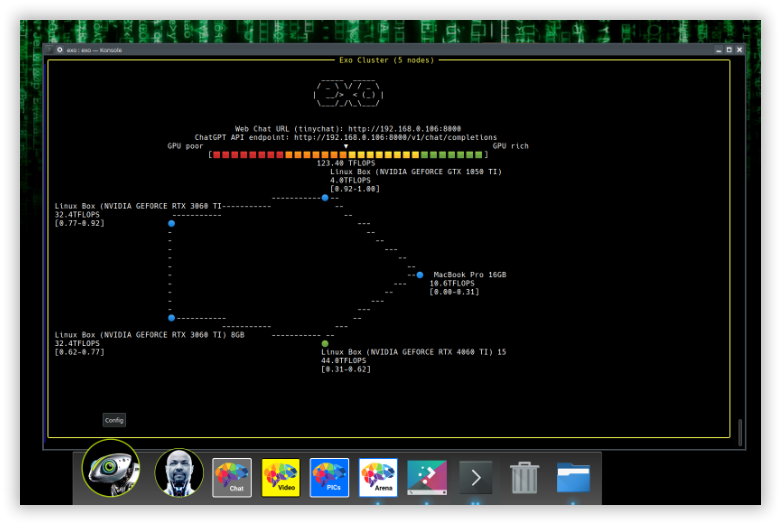 exo : exo — Konsole
Exo Cluster (5 nodes)
Web Chat URL (tinychat): http://192.168.0.106:8000
ChatGPT API endpoint: http://192.168.0.106:8000/v1/chat/completions
GPU poor
GPU rich
123.40 TFLOPS
Linux Box (NVIDIA GEFORCE GTX 1050 TI)
4.0TFLOPS
[0.92-1.00]
Linux Box (NVIDIA GEFORCE RTX 3060 TI
32.4TFLOPS
[0.77-0.92]
MacBook Pro 16GB
10.6TFLOPS
[0.00-0.31]
Linux Box (NVIDIA GEFORCE RTX 3060 TI) 8GB
32.4TFLOPS
[0.62-0.77]
Linux Box (NVIDIA GEFORCE RTX 4060 TI) 15
44.0TFLOPS
[0.31-0.62]
Config
Chat
Video
PICs
Arena